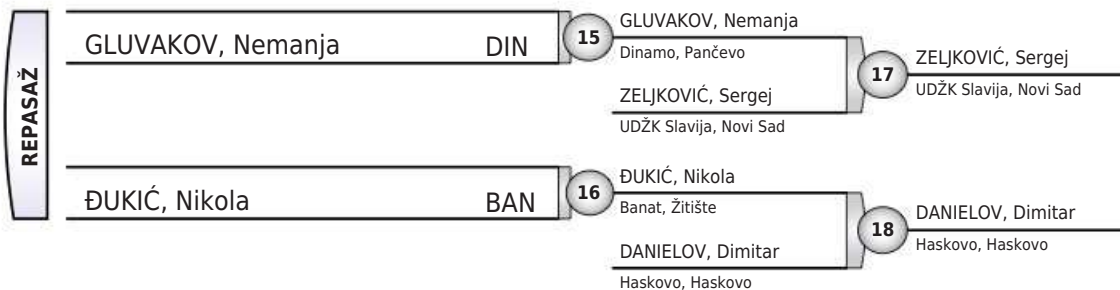 REPASAŽ
GLUVAKOV, Nemanja DIN
15
GLUVAKOV, Nemanja
Dinamo, Pančevo
ZELJKOVIĆ, Sergej
UDŽK Slavija, Novi Sad
17
ZELJKOVIĆ, Sergej
UDŽK Slavija, Novi Sad
ĐUKIĆ, Nikola BAN
16
ĐUKIĆ, Nikola
Banat, Žitište
DANIELOV, Dimitar
Haskovo, Haskovo
18
DANIELOV, Dimitar
Haskovo, Haskovo